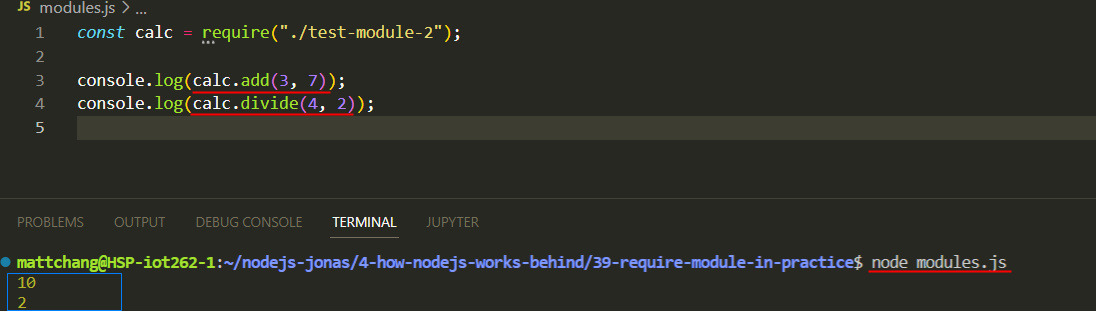 JS modules.js > ...
1 const calc = require("./test-module-2");
2
3 console.log(calc.add(3, 7));
4 console.log(calc.divide(4, 2));
5
PROBLEMS OUTPUT DEBUG CONSOLE TERMINAL JUPYTER
mattchang@HSP-iot262-1:~/nodejs-jonas/4-how-nodejs-works-behind/39-require-module-in-practice$ node modules.js
10
2